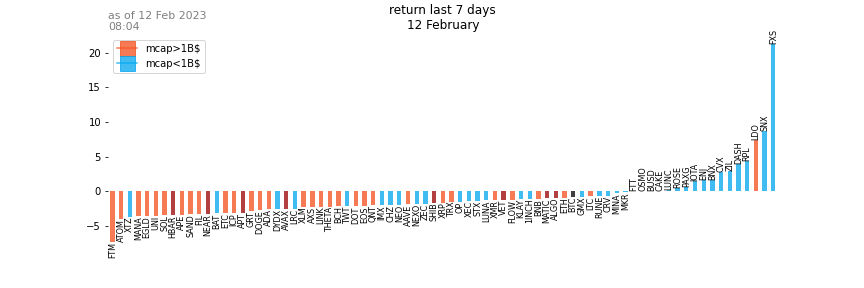 as of 12 Feb 2023
08:04
return last 7 days
12 February
mcap>1B$
mcap<1B$
20
15
10
5
0
−5
FTM
ATOM
XTZ
MANA
EGLD
UNI
SOL
HBAR
APE
SAND
FIL
NEAR
BAT
ETC
ICP
APT
GRT
DOGE
ADA
DYDX
AVAX
LRC
XLM
AXS
LINK
THETA
BCH
TWT
DOT
EOS
QNT
IMX
CHZ
NEO
AAVE
NEXO
ZEC
SHIB
XRP
TRX
OP
XEC
STX
LUNA
XMR
VET
FLOW
KLAY
1INCH
BNB
MATIC
ALGO
ETH
BTC
GMX
LTC
RUNE
CRV
MINA
MKR
FTT
OSMO
BUSD
CAKE
LUNC
ROSE
PAXG
IOTA
ENJ
BNX
CVX
ZIL
DASH
RPL
LDO
SNX
FXS